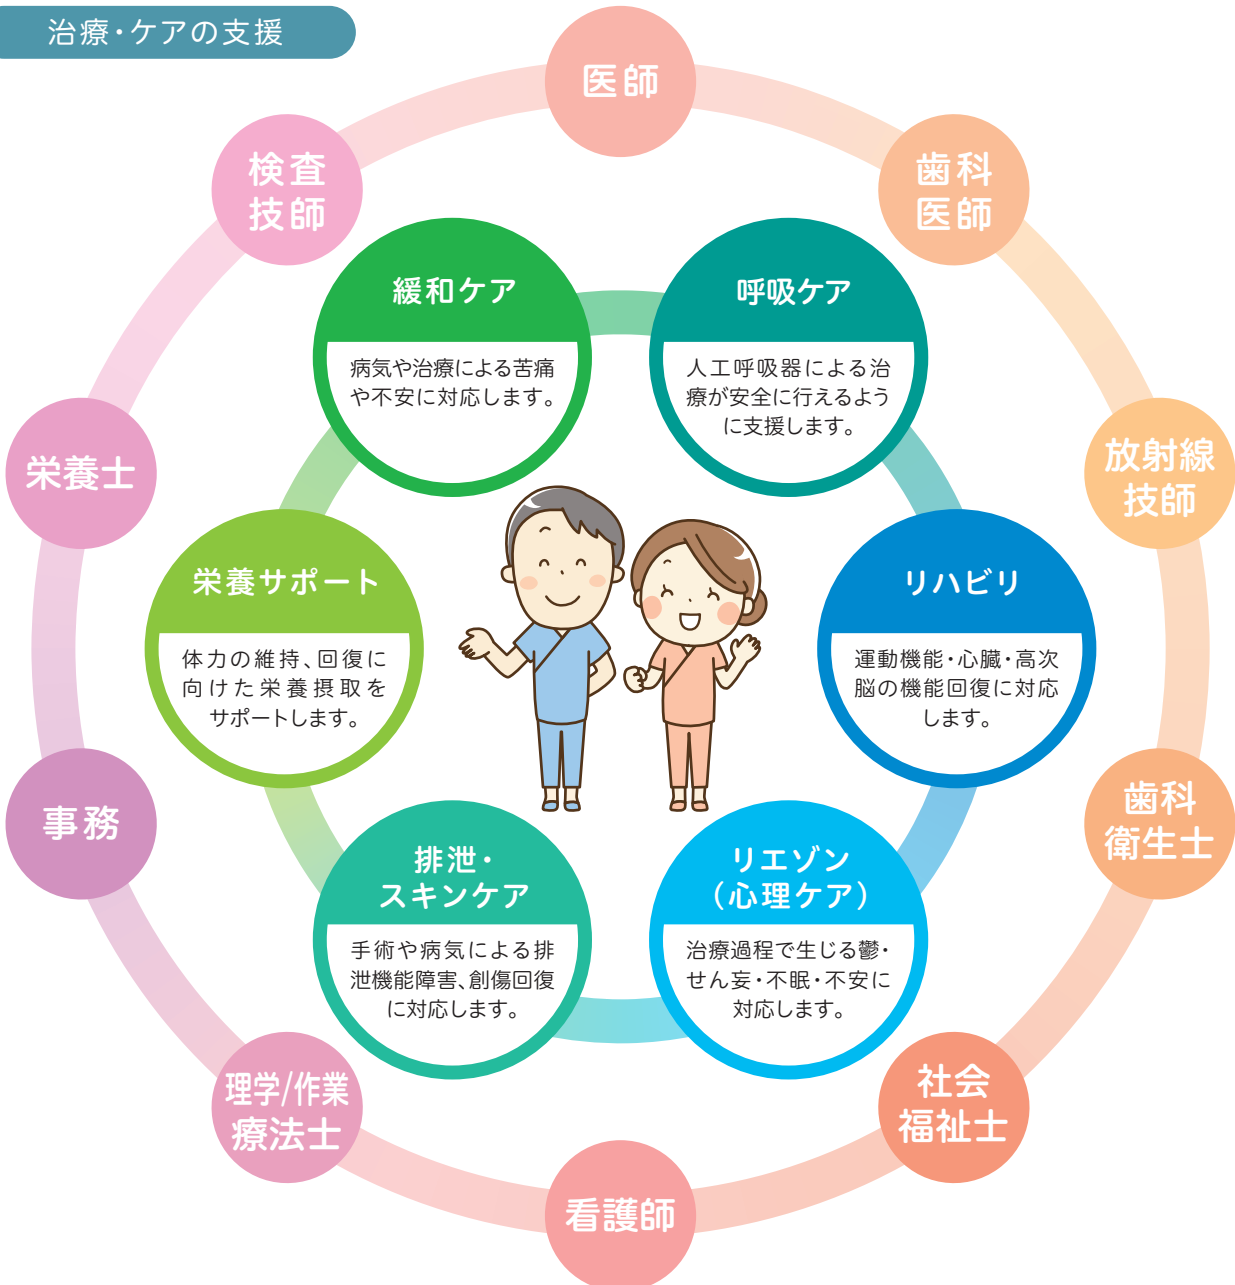 治療・ケアの支援
医師
歯科
医師
検査
技師
緩和ケア
病気や治療による苦痛
や不安に対応します。
呼吸ケア
人工呼吸器による治
療が安全に行えるよう
に支援します。
栄養士
放射線
技師
栄養サポート
体力の維持、回復に
向けた栄養摂取を
サポートします。
リハビリ
運動機能・心臓・高次
脳の機能回復に対応
します。
事務
歯科
衛生士
排泄・
スキンケア
手術や病気による排
泄機能障害、創傷回復
に対応します。
リエゾン
（心理ケア）
治療過程で生じる鬱・
せん妄・不眠・不安に
対応します。
理学/作業
療法士
社会
福祉士
看護師